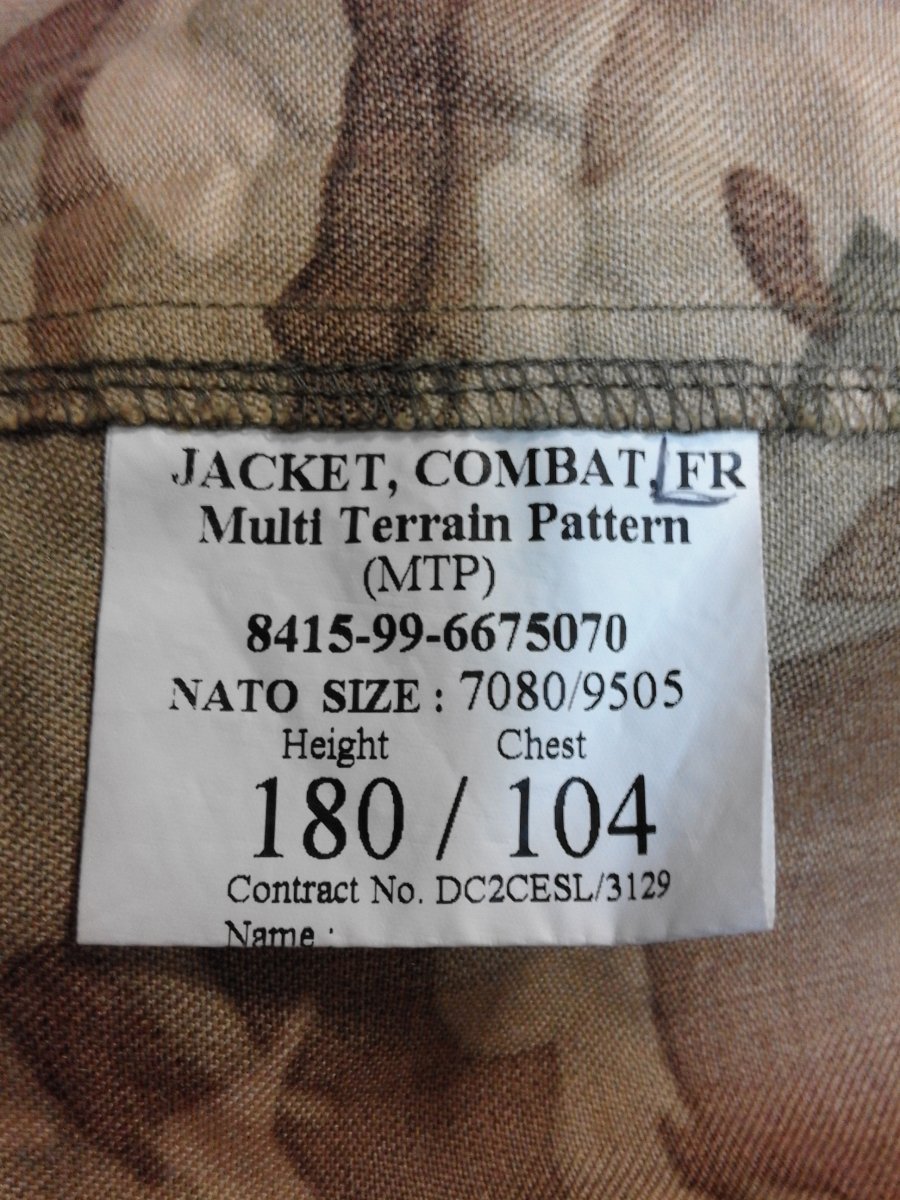 JACKET, COMBAT, FR
Multi Terrain Pattern
(MTP)
8415-99-6675070
NATO SIZE : 7080/9505
Height Chest
180 / 104
Contract No. DC2CESL/3129
Name :